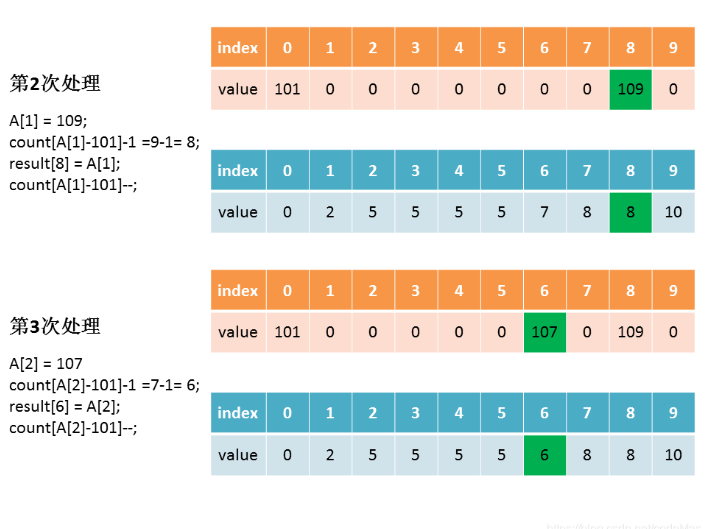 第2次处理
A[1] = 109;
count[A[1]-101]-1 =9-1= 8;
result[8] = A[1];
count[A[1]-101]--;
index 0 1 2 3 4 5 6 7 8 9
value 101 0 0 0 0 0 0 0 109 0
index 0 1 2 3 4 5 6 7 8 9
value 0 2 5 5 5 5 7 8 8 10
第3次处理
A[2] = 107
count[A[2]-101]-1 =7-1= 6;
result[6] = A[2];
count[A[2]-101]--;
index 0 1 2 3 4 5 6 7 8 9
value 101 0 0 0 0 0 107 0 109 0
index 0 1 2 3 4 5 6 7 8 9
value 0 2 5 5 5 5 6 8 8 10